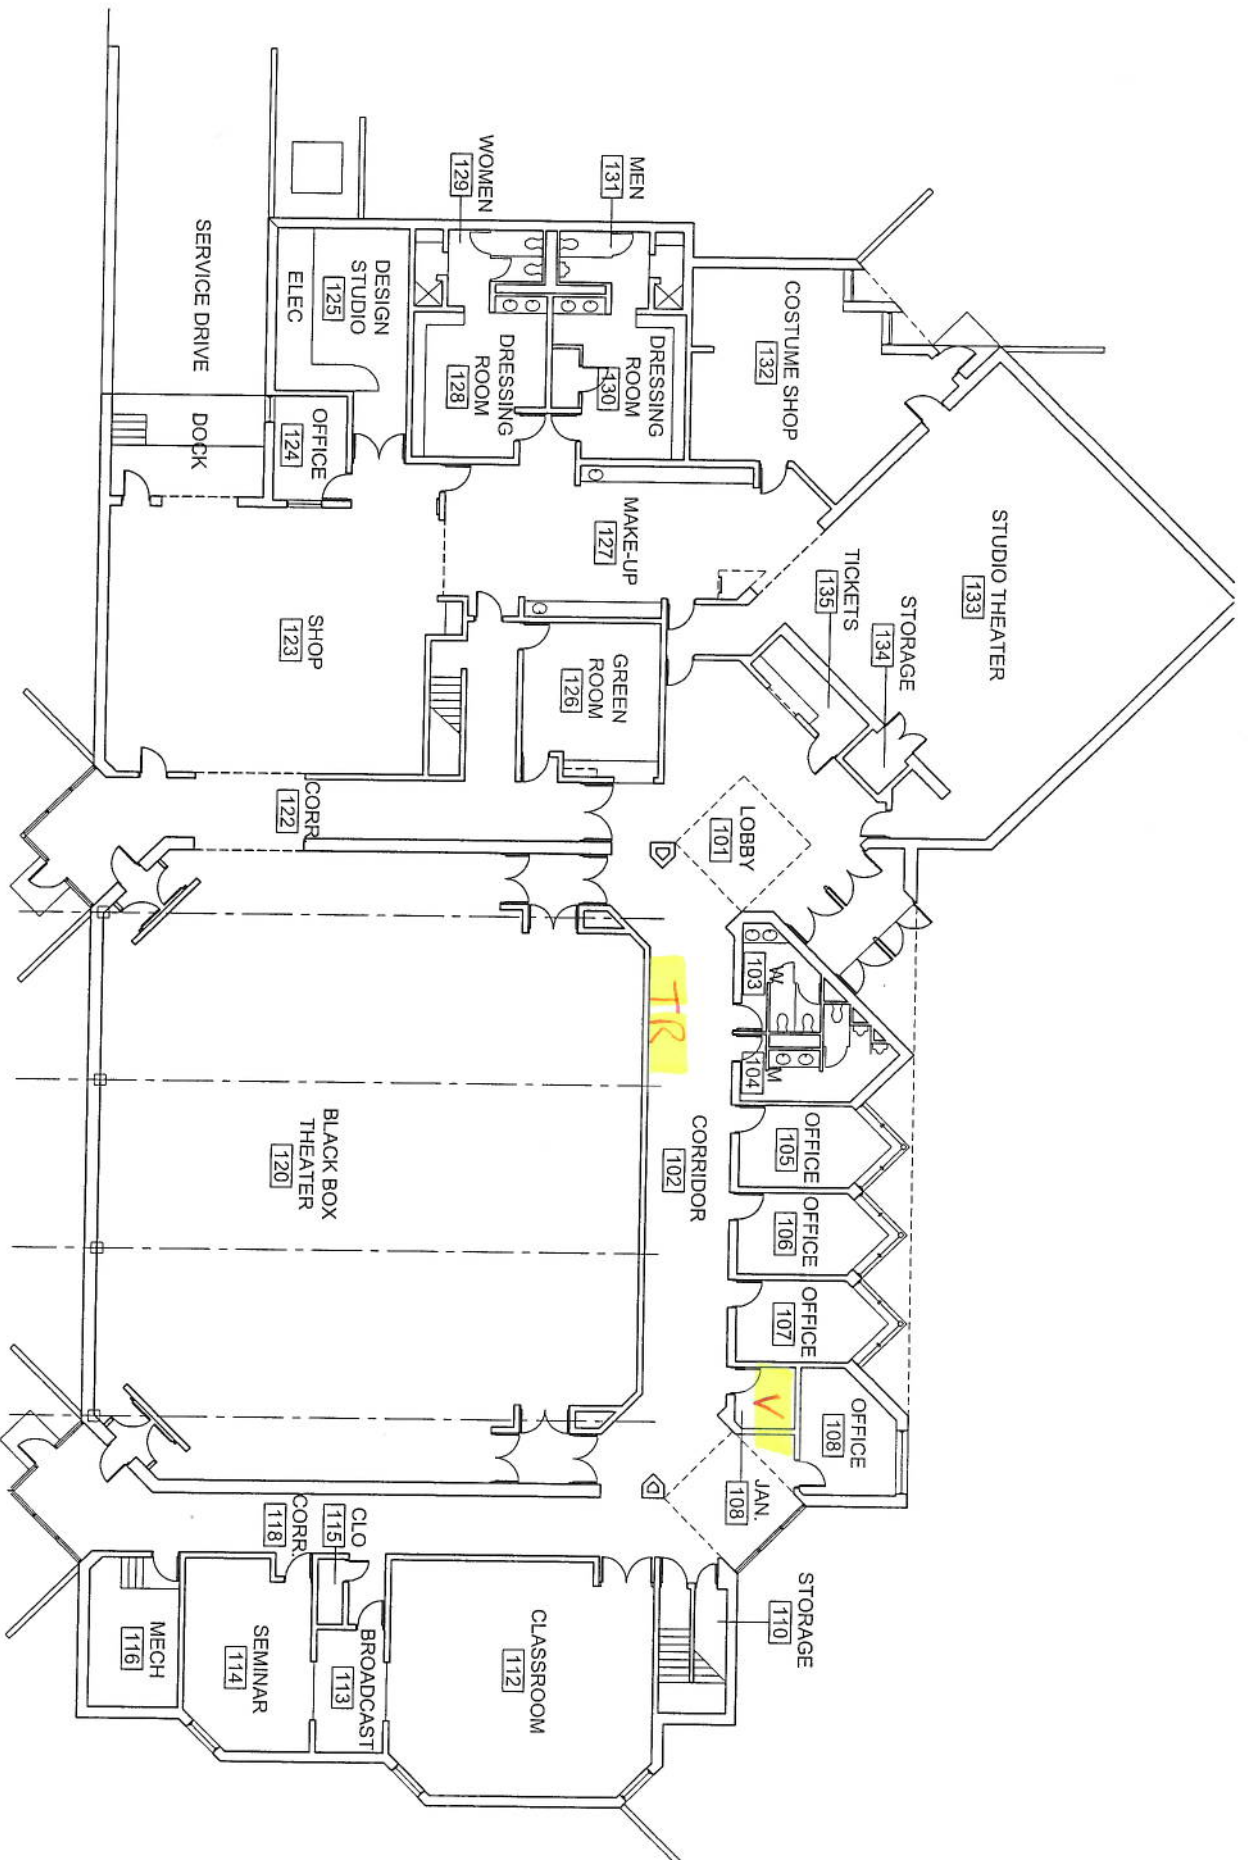 STUDIO THEATER
133
STORAGE
134
TICKETS
135
COSTUME SHOP
132
MEN
131
WOMEN
129
DRESSING
ROOM
130
DRESSING
ROOM
128
MAKE-UP
127
GREEN
ROOM
126
DESIGN
STUDIO
125
ELEC
OFFICE
124
SERVICE DRIVE
DOCK
SHOP
123
CORR
122
LOBBY
101
W
103
M
104
OFFICE
105
OFFICE
106
OFFICE
107
OFFICE
108
V
JAN.
108
TR
CORRIDOR
102
BLACK BOX
THEATER
120
STORAGE
110
CLASSROOM
112
BROADCAST
113
CLO
115
CORR.
118
SEMINAR
114
MECH
116